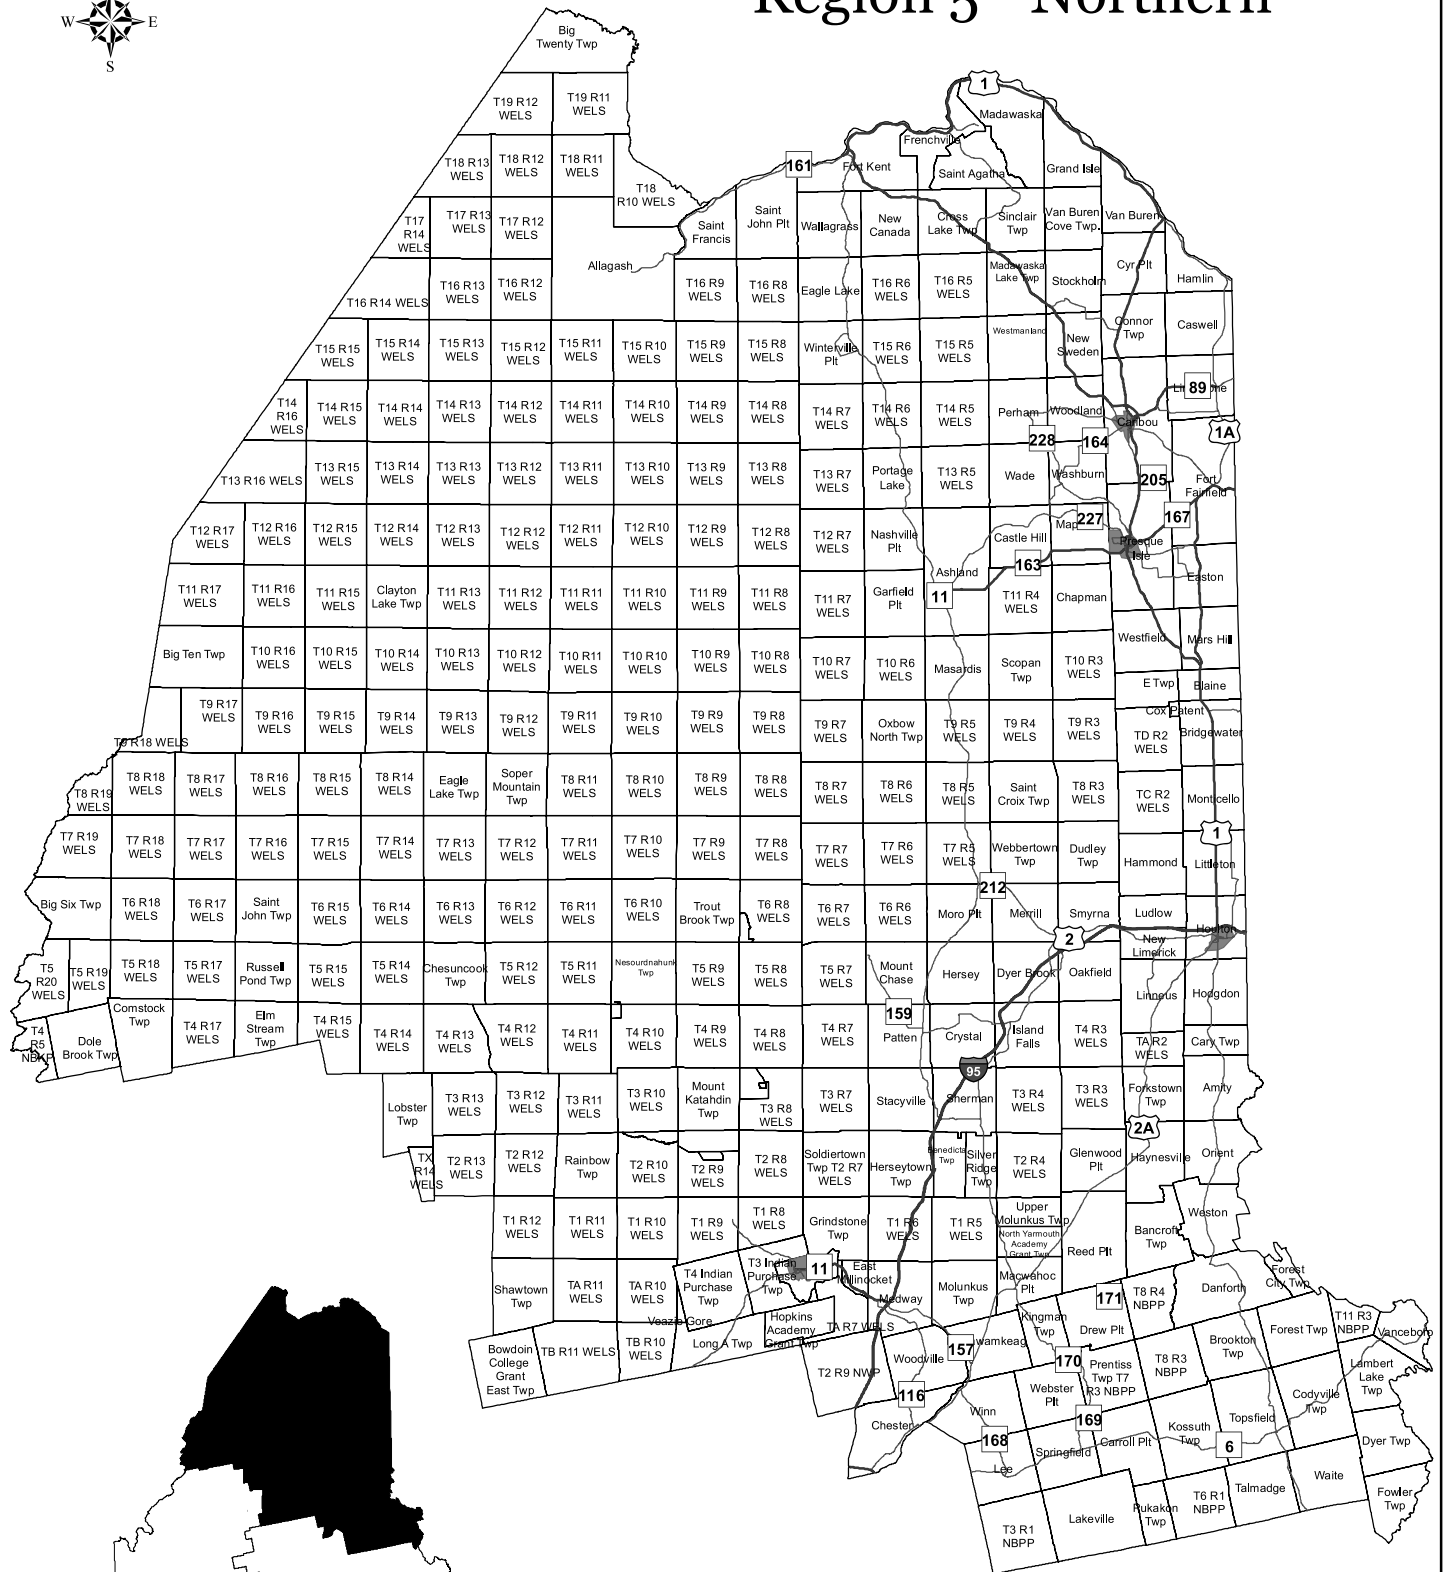 Region 5 - Northern
W
E
S
Big
Twenty Twp
T19 R12
WELS
T19 R11
WELS
1
Madawaska
Frenchville
161
Fort Kent
Saint Agatha
Grand Isle
T18 R13
WELS
T18 R12
WELS
T18 R11
WELS
T18
R10 WELS
T17
R14
WELS
T17 R13
WELS
T17 R12
WELS
Allagash
Saint
Francis
Saint
John Plt
Wallagrass
New
Canada
Cross
Lake Twp
Sinclair
Twp
Van Buren
Cove Twp.
Van Buren
T16 R14 WELS
T16 R13
WELS
T16 R12
WELS
T16 R9
WELS
T16 R8
WELS
Eagle Lake
T16 R6
WELS
T16 R5
WELS
Madawaska
Lake Twp
Stockholm
Cyr Plt
Hamlin
T15 R15
WELS
T15 R14
WELS
T15 R13
WELS
T15 R12
WELS
T15 R11
WELS
T15 R10
WELS
T15 R9
WELS
T15 R8
WELS
Winterville
Plt
T15 R6
WELS
T15 R5
WELS
Westmanland
New
Sweden
Connor
Twp
Caswell
T14
R16
WELS
T14 R15
WELS
T14 R14
WELS
T14 R13
WELS
T14 R12
WELS
T14 R11
WELS
T14 R10
WELS
T14 R9
WELS
T14 R8
WELS
T14 R7
WELS
T14 R6
WELS
T14 R5
WELS
Perham
Woodland
Caribou
89
1A
228
164
T13 R16 WELS
T13 R15
WELS
T13 R14
WELS
T13 R13
WELS
T13 R12
WELS
T13 R11
WELS
T13 R10
WELS
T13 R9
WELS
T13 R8
WELS
T13 R7
WELS
Portage
Lake
T13 R5
WELS
Wade
Washburn
205
Fort
Fairfield
T12 R17
WELS
T12 R16
WELS
T12 R15
WELS
T12 R14
WELS
T12 R13
WELS
T12 R12
WELS
T12 R11
WELS
T12 R10
WELS
T12 R9
WELS
T12 R8
WELS
T12 R7
WELS
Nashville
Plt
Castle Hill
227
167
Presque
Isle
163
T11 R17
WELS
T11 R16
WELS
T11 R15
WELS
Clayton
Lake Twp
T11 R13
WELS
T11 R12
WELS
T11 R11
WELS
T11 R10
WELS
T11 R9
WELS
T11 R8
WELS
T11 R7
WELS
Garfield
Plt
Ashland
11
T11 R4
WELS
Chapman
Easton
Big Ten Twp
T10 R16
WELS
T10 R15
WELS
T10 R14
WELS
T10 R13
WELS
T10 R12
WELS
T10 R11
WELS
T10 R10
WELS
T10 R9
WELS
T10 R8
WELS
T10 R7
WELS
T10 R6
WELS
Masardis
Scopan
Twp
T10 R3
WELS
Westfield
Mars Hill
E Twp
Blaine
T9 R18 WELS
T9 R17
WELS
T9 R16
WELS
T9 R15
WELS
T9 R14
WELS
T9 R13
WELS
T9 R12
WELS
T9 R11
WELS
T9 R10
WELS
T9 R9
WELS
T9 R8
WELS
T9 R7
WELS
Oxbow
North Twp
T9 R5
WELS
T9 R4
WELS
T9 R3
WELS
Cox Patent
TD R2
WELS
Bridgewater
T8 R19
WELS
T8 R18
WELS
T8 R17
WELS
T8 R16
WELS
T8 R15
WELS
T8 R14
WELS
Eagle
Lake Twp
Soper
Mountain
Twp
T8 R11
WELS
T8 R10
WELS
T8 R9
WELS
T8 R8
WELS
T8 R7
WELS
T8 R6
WELS
T8 R5
WELS
Saint
Croix Twp
T8 R3
WELS
TC R2
WELS
Monticello
T7 R19
WELS
T7 R18
WELS
T7 R17
WELS
T7 R16
WELS
T7 R15
WELS
T7 R14
WELS
T7 R13
WELS
T7 R12
WELS
T7 R11
WELS
T7 R10
WELS
T7 R9
WELS
T7 R8
WELS
T7 R7
WELS
T7 R6
WELS
T7 R5
WELS
Webbertown
Twp
Dudley
Twp
Hammond
1
Littleton
Big Six Twp
T6 R18
WELS
T6 R17
WELS
Saint
John Twp
T6 R15
WELS
T6 R14
WELS
T6 R13
WELS
T6 R12
WELS
T6 R11
WELS
T6 R10
WELS
Trout
Brook Twp
T6 R8
WELS
T6 R7
WELS
T6 R6
WELS
212
Moro Plt
Merrill
Smyrna
Ludlow
Houlton
2
New
Limerick
T5
R20
WELS
T5 R19
WELS
T5 R18
WELS
T5 R17
WELS
Russell
Pond Twp
T5 R15
WELS
T5 R14
WELS
Chesuncook
Twp
T5 R12
WELS
T5 R11
WELS
Nesourdnahunk
Twp
T5 R9
WELS
T5 R8
WELS
T5 R7
WELS
Mount
Chase
Hersey
Dyer Brook
Oakfield
Linneus
Hodgdon
T4
R5
NBKP
Dole
Brook Twp
Comstock
Twp
T4 R17
WELS
Elm
Stream
Twp
T4 R15
WELS
T4 R14
WELS
T4 R13
WELS
T4 R12
WELS
T4 R11
WELS
T4 R10
WELS
T4 R9
WELS
T4 R8
WELS
T4 R7
WELS
159
Patten
Crystal
Island
Falls
T4 R3
WELS
TA R2
WELS
Cary Twp
95
Lobster
Twp
T3 R13
WELS
T3 R12
WELS
T3 R11
WELS
T3 R10
WELS
Mount
Katahdin
Twp
T3 R8
WELS
T3 R7
WELS
Stacyville
Sherman
T3 R4
WELS
T3 R3
WELS
Forkstown
Twp
Amity
2A
TX
R14
WELS
T2 R13
WELS
T2 R12
WELS
Rainbow
Twp
T2 R10
WELS
T2 R9
WELS
T2 R8
WELS
Soldiertown
Twp T2 R7
WELS
Herseytown
Twp
Benedicta
Twp
Silver
Ridge
Twp
T2 R4
WELS
Glenwood
Plt
Haynesville
Orient
T1 R12
WELS
T1 R11
WELS
T1 R10
WELS
T1 R9
WELS
T1 R8
WELS
Grindstone
Twp
T1 R6
WELS
T1 R5
WELS
Upper
Molunkus Twp
North Yarmouth
Academy
Grant Twp
Reed Plt
Bancroft
Twp
Weston
Shawtown
Twp
TA R11
WELS
TA R10
WELS
T4 Indian
Purchase
Twp
T3 Indian
Purchase
Twp
11
East
Millinocket
Medway
Molunkus
Twp
Macwahoc
Plt
171
T8 R4
NBPP
Danforth
Forest
City Twp
Veazie Gore
Hopkins
Academy
Grant Twp
TA R7 WELS
Kingman
Twp
Drew Plt
Bowdoin
College
Grant
East Twp
TB R11 WELS
TB R10
WELS
Long A Twp
T2 R9 NWP
Woodville
157
170
Prentiss
Twp T7
R3 NBPP
T8 R3
NBPP
Brookton
Twp
Forest Twp
T11 R3
NBPP
Vanceboro
Lambert
Lake
Twp
116
Chester
Winn
Webster
Plt
169
Codyville
Twp
Topsfield
Kossuth
Twp
168
Lee
Springfield
Carroll Plt
6
Dyer Twp
Waite
Talmadge
T6 R1
NBPP
Pukakon
Twp
Lakeville
T3 R1
NBPP
Fowler
Twp